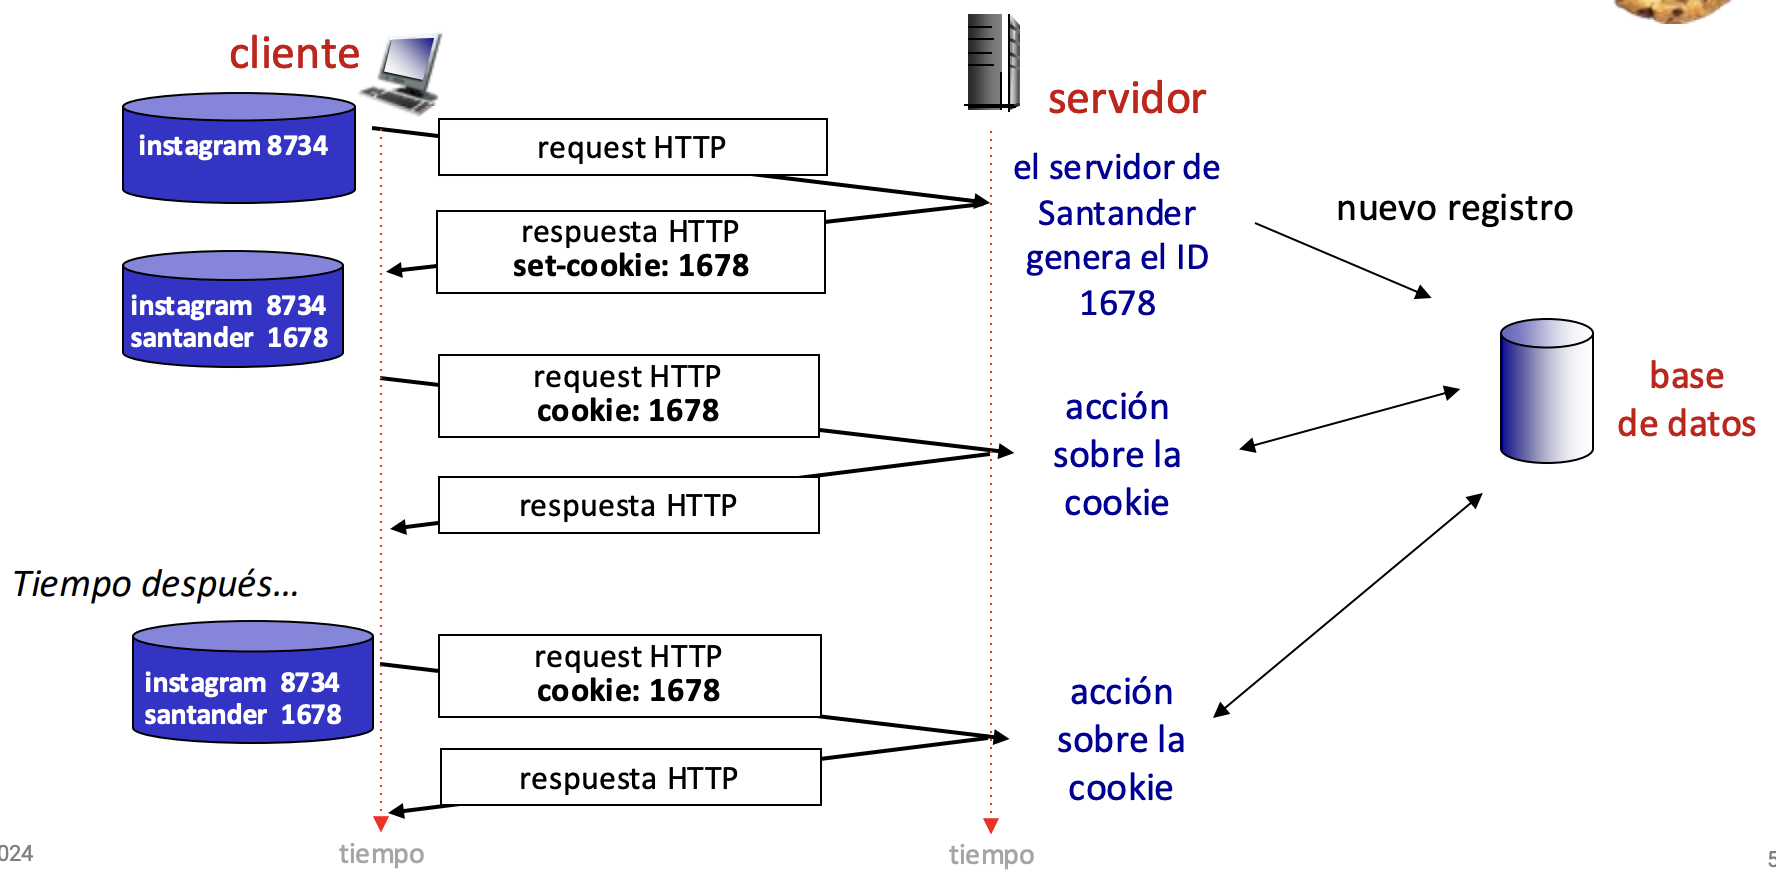 cliente
servidor
instagram 8734
request HTTP
el servidor de
Santander
genera el ID
1678
nuevo registro
respuesta HTTP
set-cookie: 1678
instagram  8734
santander  1678
request HTTP
cookie: 1678
acción
sobre la
cookie
base
de datos
respuesta HTTP
Tiempo después...
instagram  8734
santander  1678
request HTTP
cookie: 1678
acción
sobre la
cookie
respuesta HTTP
tiempo
tiempo
024
5